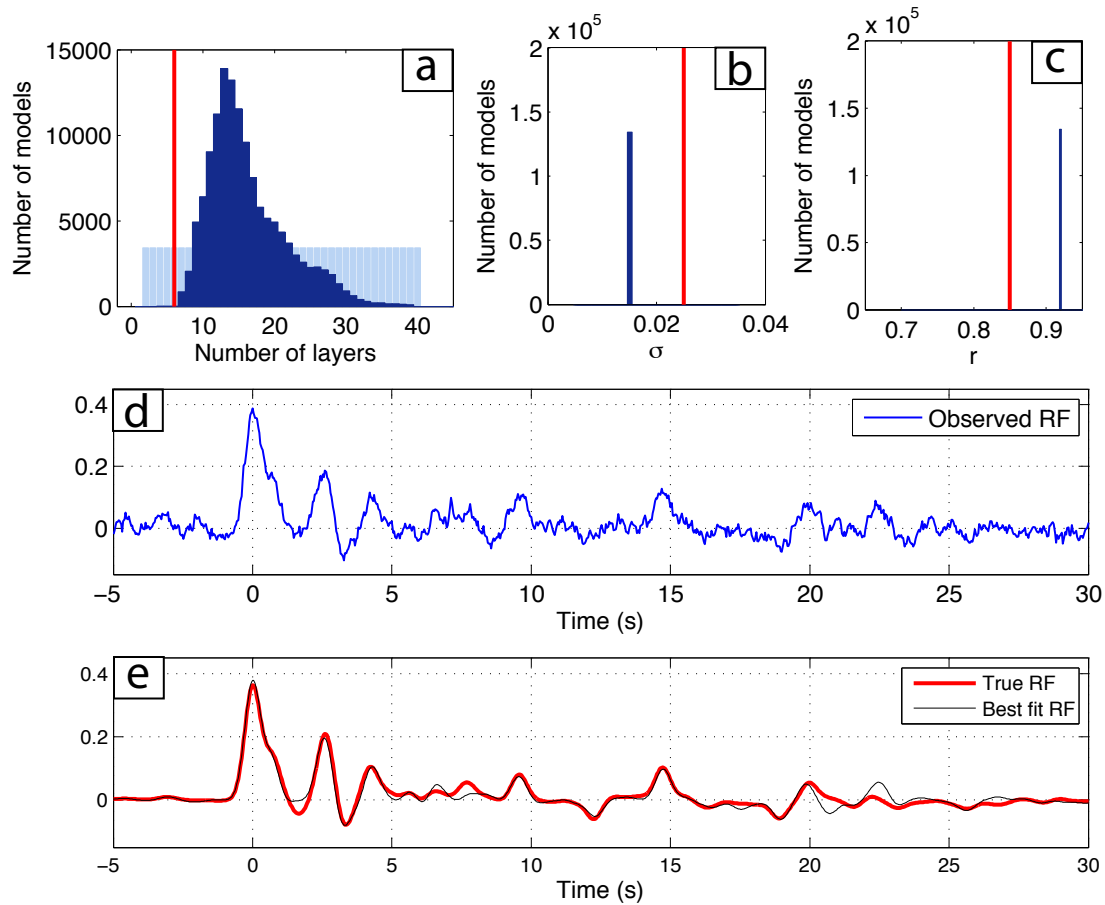 a
15000
10000
5000
0
Number of models
0 10 20 30 40
Number of layers
b
x 10^5
2
1.5
1
0.5
0
Number of models
0 0.02 0.04
σ
c
x 10^5
2
1.5
1
0.5
0
Number of models
0.7 0.8 0.9
r
d
0.4
0.2
0
Observed RF
−5 0 5 10 15 20 25 30
Time (s)
e
0.4
0.2
0
True RF
Best fit RF
−5 0 5 10 15 20 25 30
Time (s)